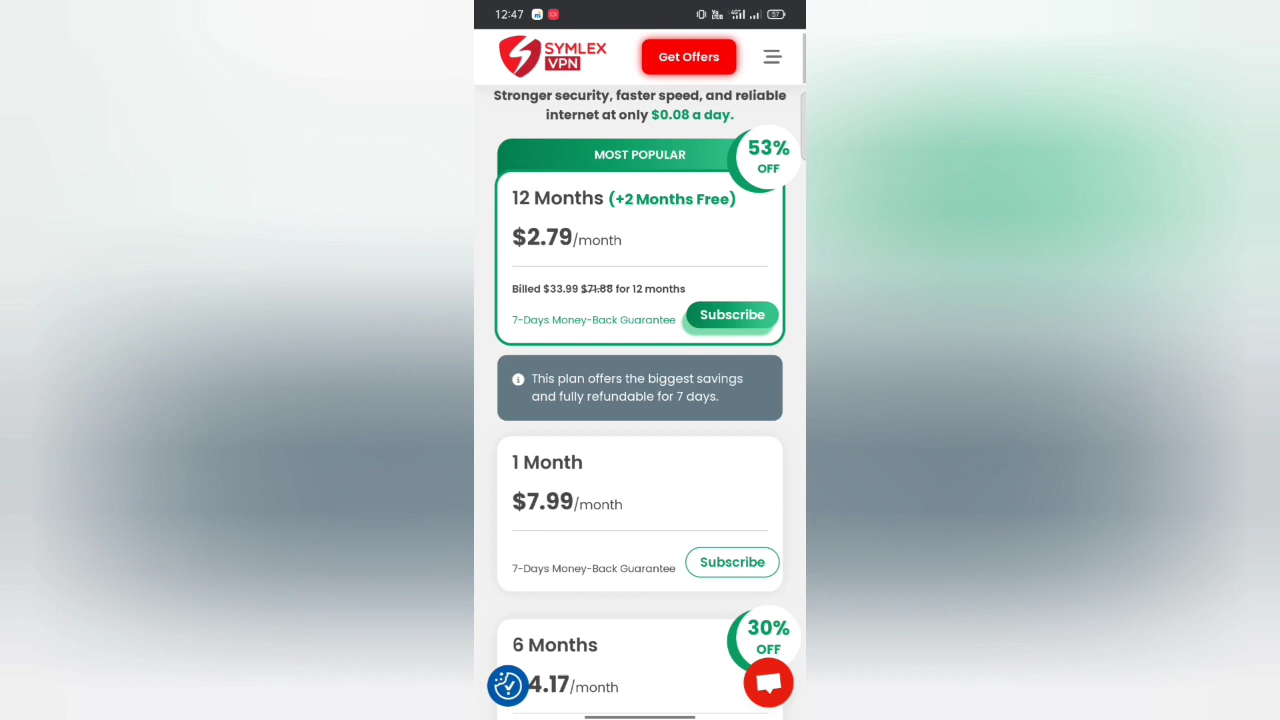 12:47
57
SYMLEX
VPN
Get Offers
Stronger security, faster speed, and reliable
internet at only $0.08 a day.
MOST POPULAR
53%
OFF
12 Months (+2 Months Free)
$2.79/month
Billed $33.99 $71.88 for 12 months
7-Days Money-Back Guarantee
Subscribe
This plan offers the biggest savings
and fully refundable for 7 days.
1 Month
$7.99/month
7-Days Money-Back Guarantee
Subscribe
30%
OFF
6 Months
4.17/month